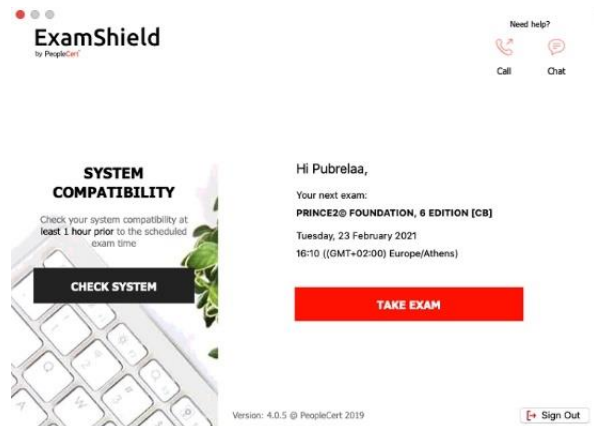 ExamShield
by PeopleCert
Need help?
Call
Chat
SYSTEM
COMPATIBILITY
Check your system compatibility at
least 1 hour prior to the scheduled
exam time
CHECK SYSTEM
Hi Pubrelaa,
Your next exam:
PRINCE2® FOUNDATION, 6 EDITION [CB]
Tuesday, 23 February 2021
16:10 ((GMT+02:00) Europe/Athens)
TAKE EXAM
Version: 4.0.5 @ PeopleCert 2019
Sign Out